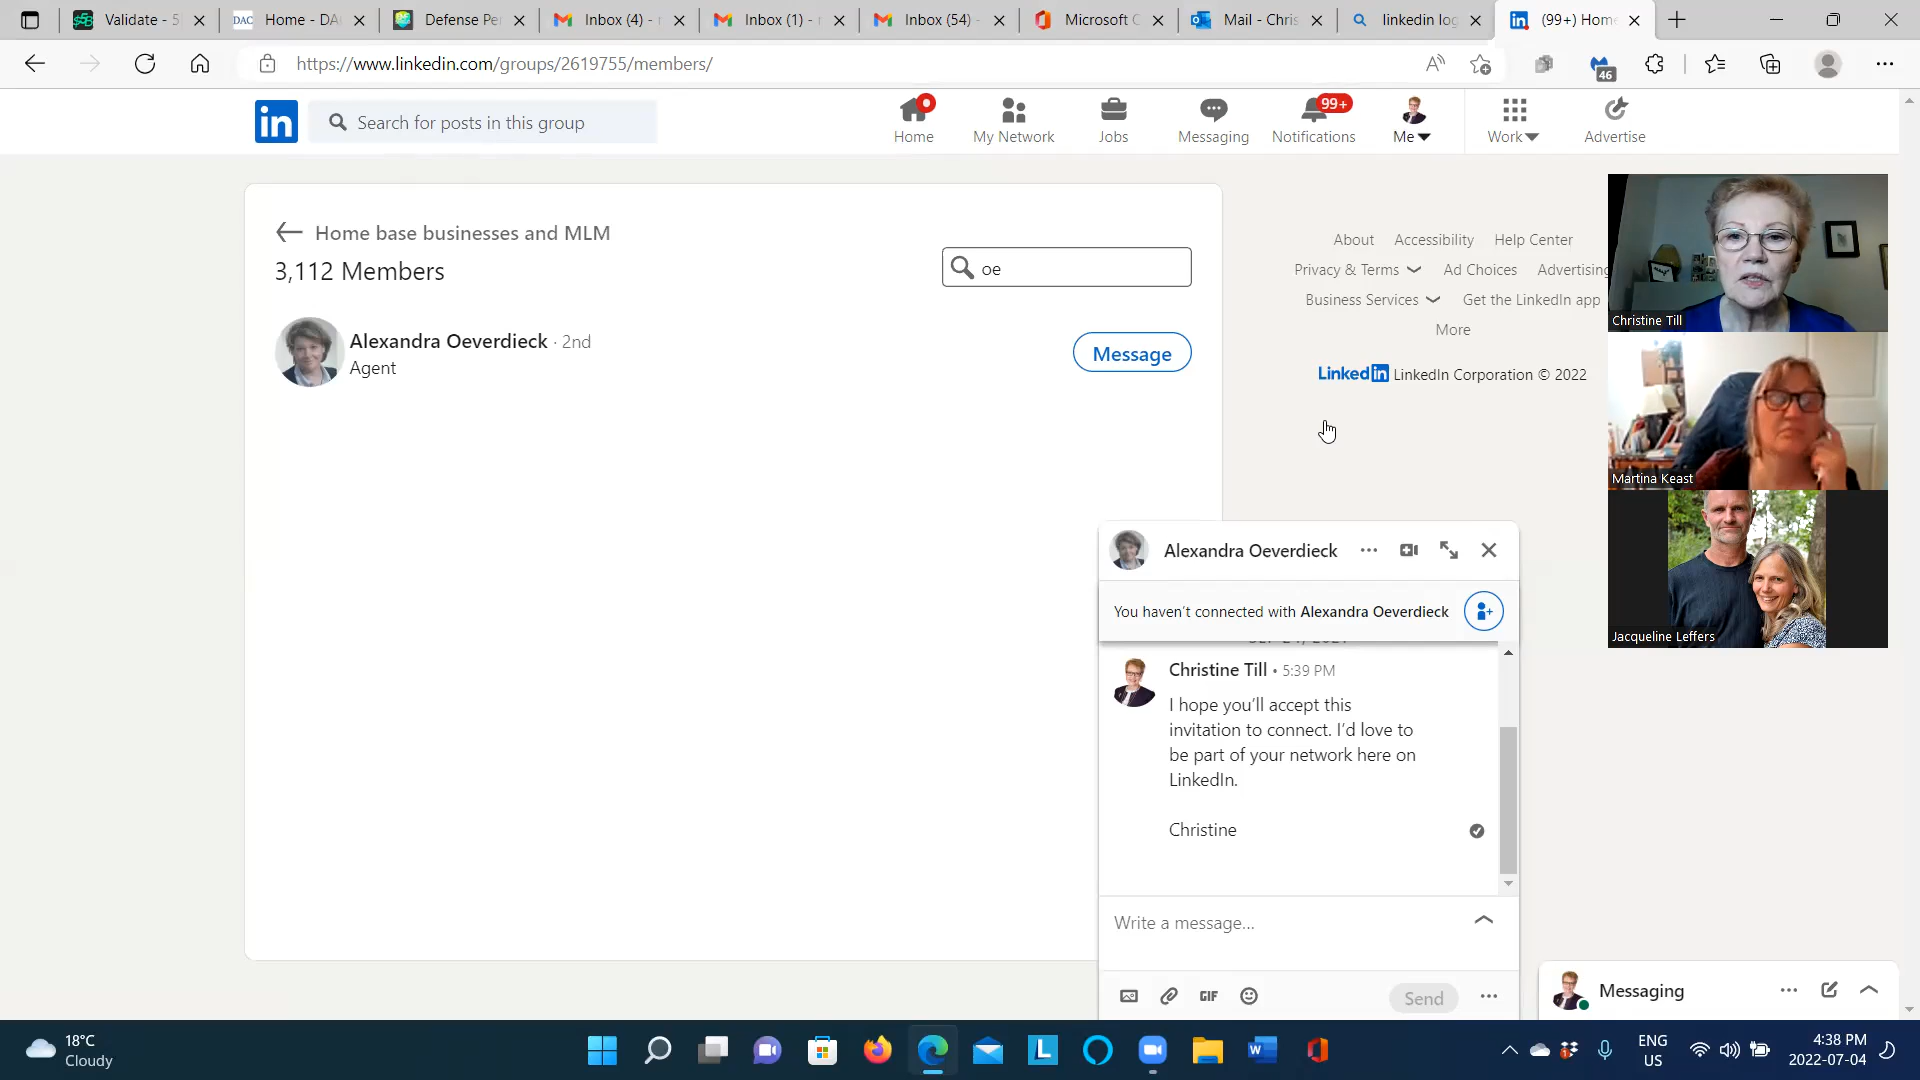 Validate - 5
Home - DA
Defense Pe
Inbox (4) -
Inbox (1) -
Inbox (54) -
Microsoft
Mail - Chris
linkedin log
(99+) Home
https://www.linkedin.com/groups/2619755/members/
46
in
Search for posts in this group
Home
My Network
Jobs
Messaging
99+
Notifications
Me
Work
Advertise
Home base businesses and MLM
3,112 Members
oe
Alexandra Oeverdieck · 2nd
Agent
Message
About Accessibility Help Center
Privacy & Terms Ad Choices Advertising
Business Services Get the LinkedIn app
More
Linked in LinkedIn Corporation © 2022
Christine Till
Martina Keast
Jacqueline Leffers
Alexandra Oeverdieck
You haven't connected with Alexandra Oeverdieck
Christine Till • 5:39 PM
I hope you'll accept this
invitation to connect. I'd love to
be part of your network here on
LinkedIn.
Christine
Write a message...
GIF
Send
Messaging
18°C
Cloudy
ENG
US
4:38 PM
2022-07-04